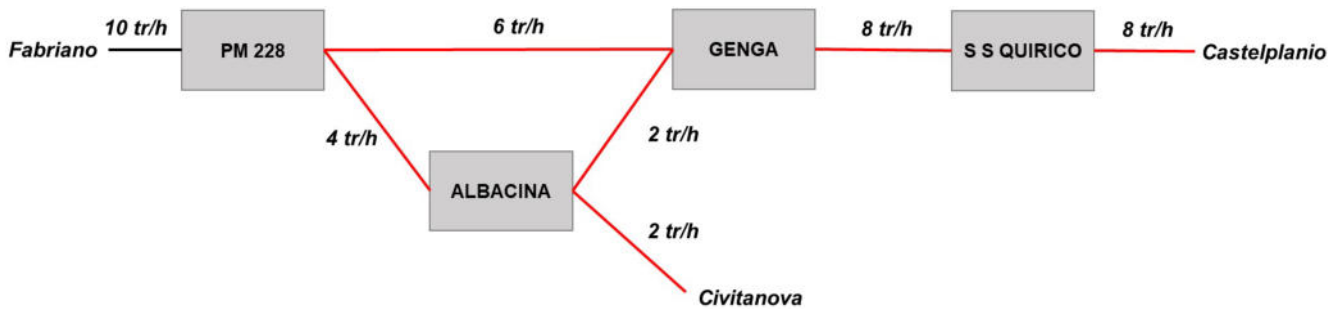 10 tr/h
6 tr/h
8 tr/h
8 tr/h
Fabriano
PM 228
GENGA
S S QUIRICO
Castelplanio
4 tr/h
2 tr/h
ALBACINA
2 tr/h
Civitanova